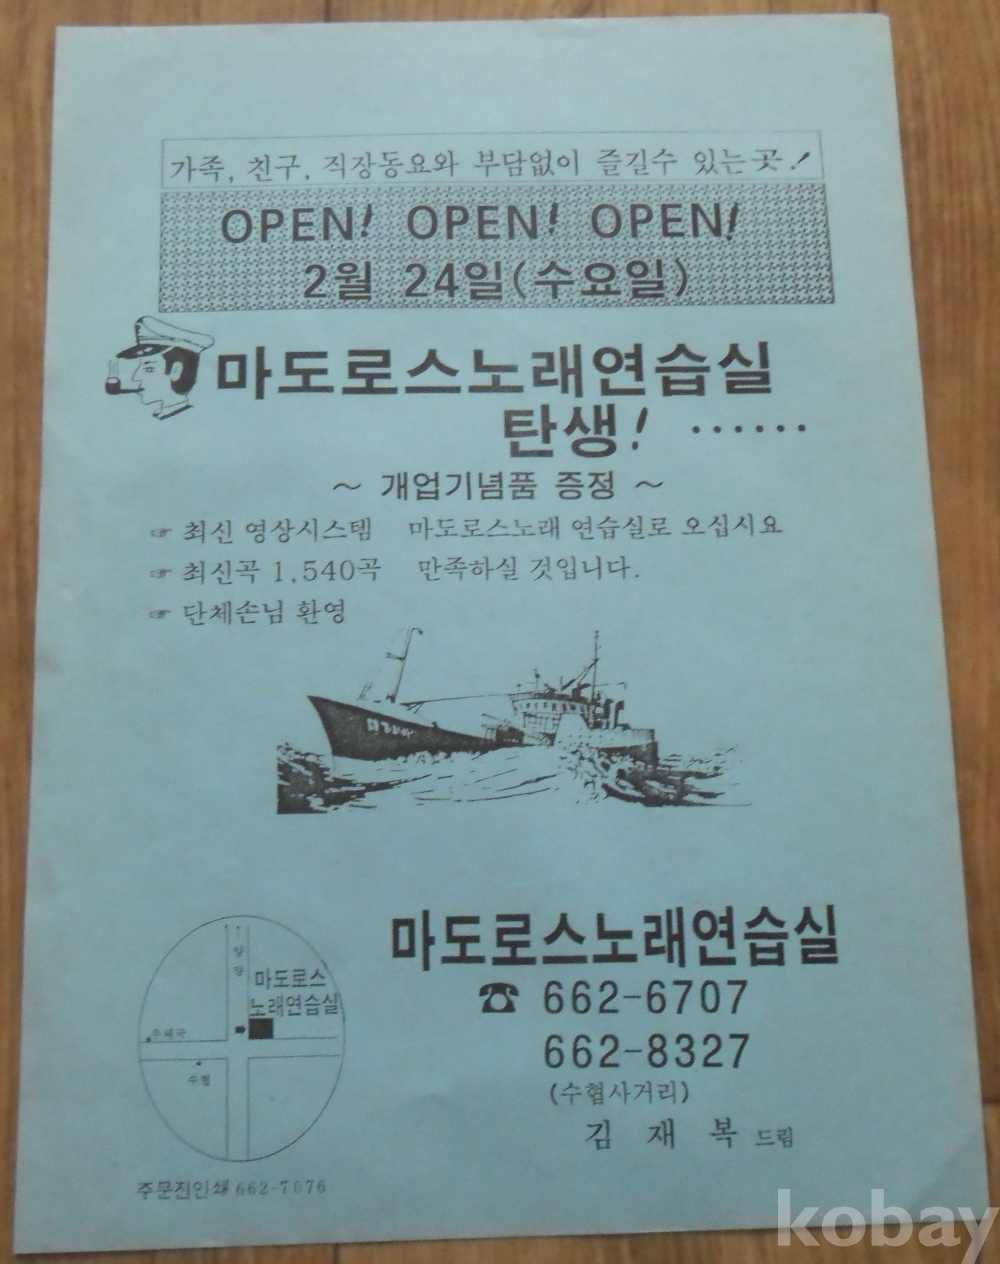 가족, 친구, 직장동요와 부담없이 즐길수 있는곳!
OPEN! OPEN! OPEN!
2월 24일(수요일)
마도로스노래연습실
탄생! ······
~ 개업기념품 증정 ~
☞ 최신 영상시스템 마도로스노래 연습실로 오십시요
☞ 최신곡 1,540곡 만족하실 것입니다.
☞ 단체손님 환영
마도로스노래연습실
☎ 662-6707
662-8327
(수협사거리)
김 재 복 드림
↑
양
양
마도로스
노래연습실
우체국
수협
주문진인쇄 662-7076
kobay